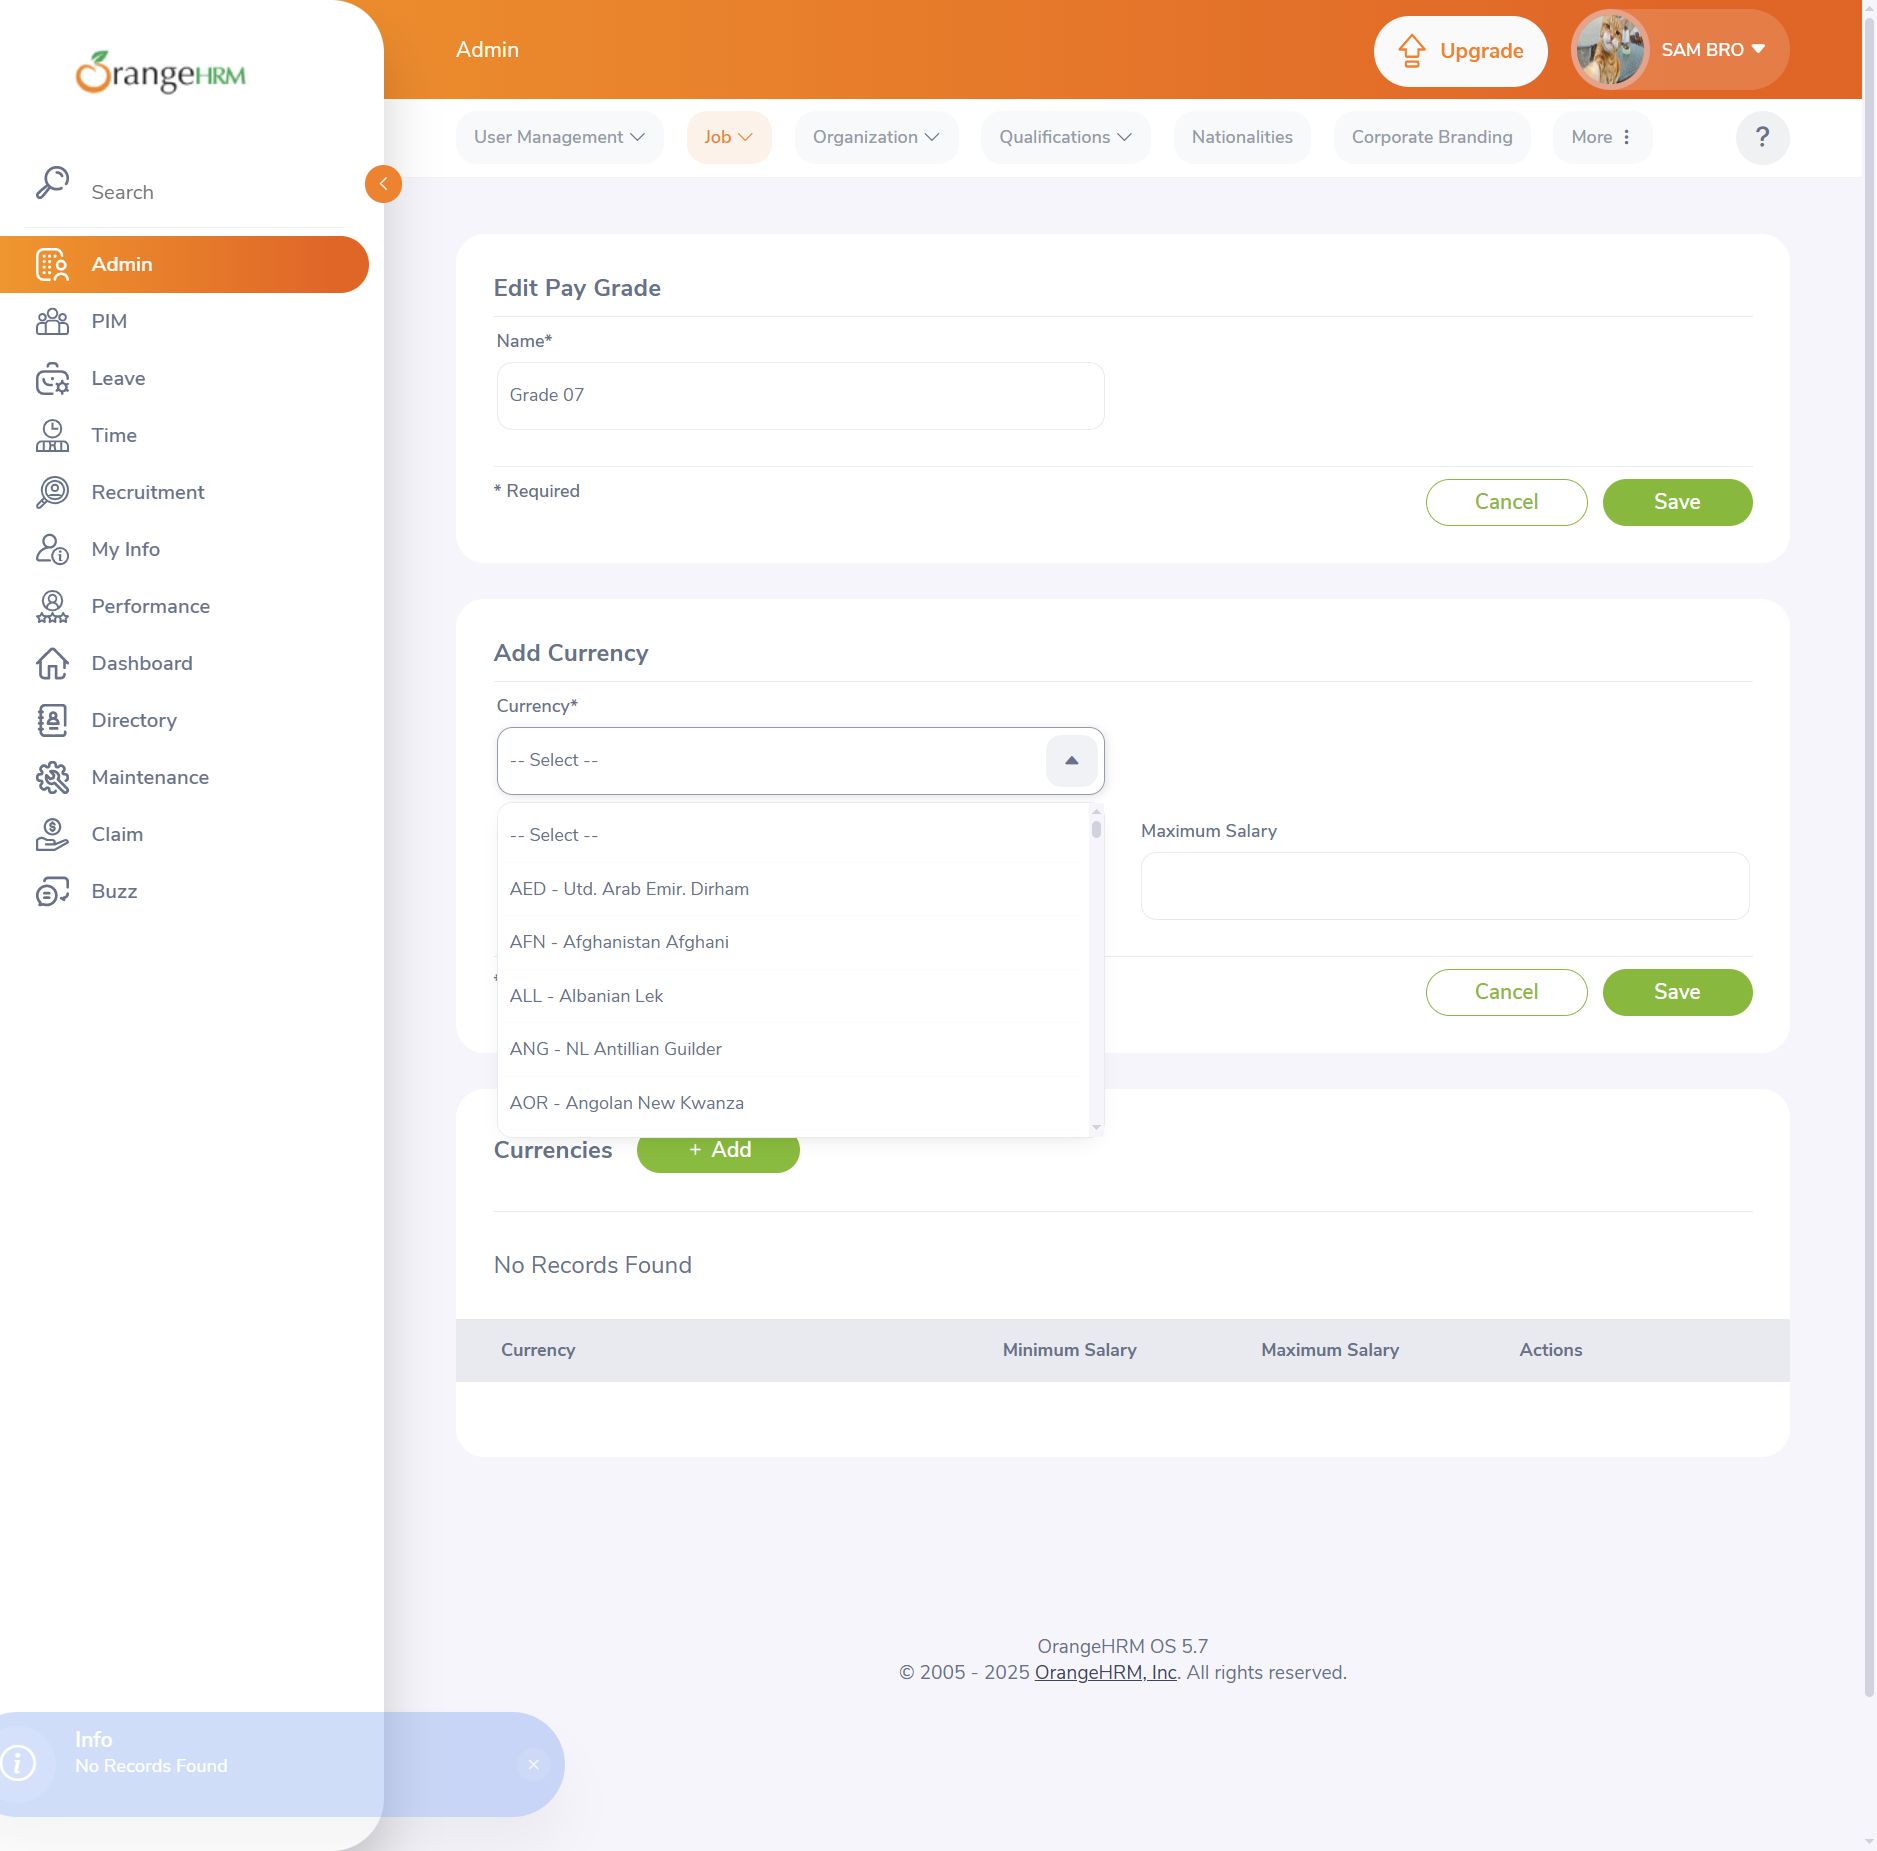 OrangeHRM
Search
Admin
PIM
Leave
Time
Recruitment
My Info
Performance
Dashboard
Directory
Maintenance
Claim
Buzz
Admin
Upgrade
SAM BRO
User Management
Job
Organization
Qualifications
Nationalities
Corporate Branding
More
?
Edit Pay Grade
Name*
Grade 07
* Required
Cancel
Save
Add Currency
Currency*
-- Select --
-- Select --
AED - Utd. Arab Emir. Dirham
AFN - Afghanistan Afghani
ALL - Albanian Lek
ANG - NL Antillian Guilder
AOR - Angolan New Kwanza
Maximum Salary
Cancel
Save
Currencies
+ Add
No Records Found
Currency
Minimum Salary
Maximum Salary
Actions
OrangeHRM OS 5.7
© 2005 - 2025 OrangeHRM, Inc. All rights reserved.
Info
No Records Found